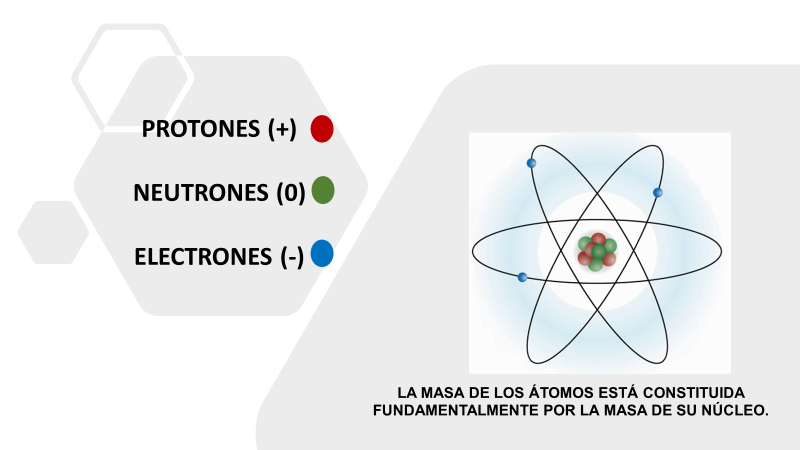 PROTONES (+)
NEUTRONES (0)
ELECTRONES (-)
LA MASA DE LOS ÁTOMOS ESTÁ CONSTITUIDA
FUNDAMENTALMENTE POR LA MASA DE SU NÚCLEO.